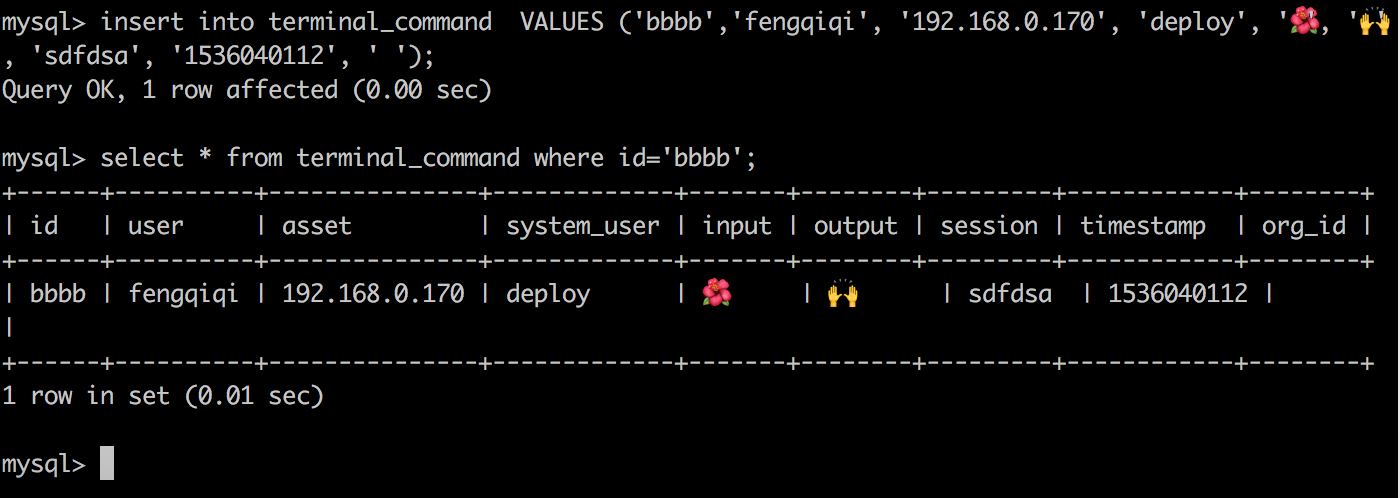 mysql> insert into terminal_command  VALUES ('bbbb','fengqiqi', '192.168.0.170', 'deploy', '🌺', '🙌
, 'sdfdsa', '1536040112', ' ');
Query OK, 1 row affected (0.00 sec)
mysql> select * from terminal_command where id='bbbb';
+------+----------+---------------+-------------+-------+--------+---------+------------+--------+
| id   | user     | asset         | system_user | input | output | session | timestamp  | org_id |
+------+----------+---------------+-------------+-------+--------+---------+------------+--------+
| bbbb | fengqiqi | 192.168.0.170 | deploy      | 🌺     | 🙌      | sdfdsa  | 1536040112 |
|
+------+----------+---------------+-------------+-------+--------+---------+------------+--------+
1 row in set (0.01 sec)
mysql>